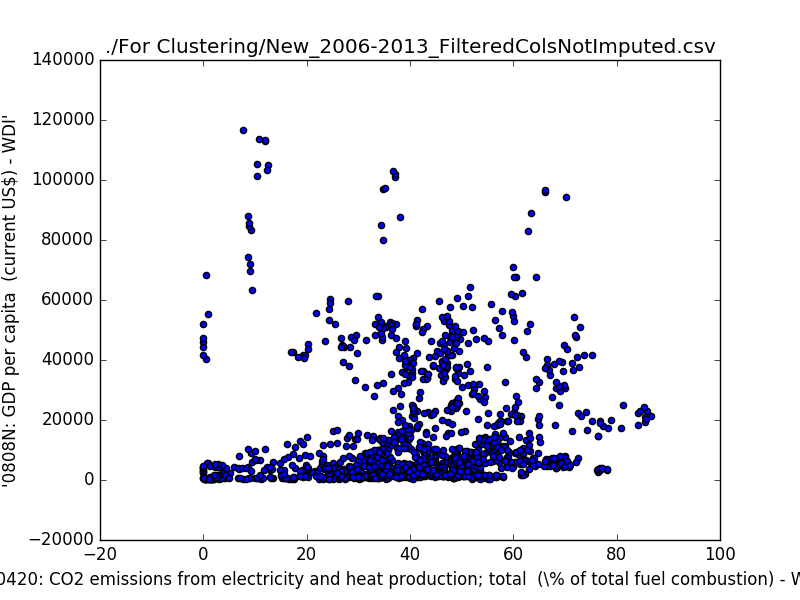 ./For Clustering/New_2006-2013_FilteredColsNotImputed.csv
'0808N: GDP per capita  (current US$) - WDI'
140000
120000
100000
80000
60000
40000
20000
0
−20000
−20 0 20 40 60 80 100
0420: CO2 emissions from electricity and heat production; total  (\% of total fuel combustion) -